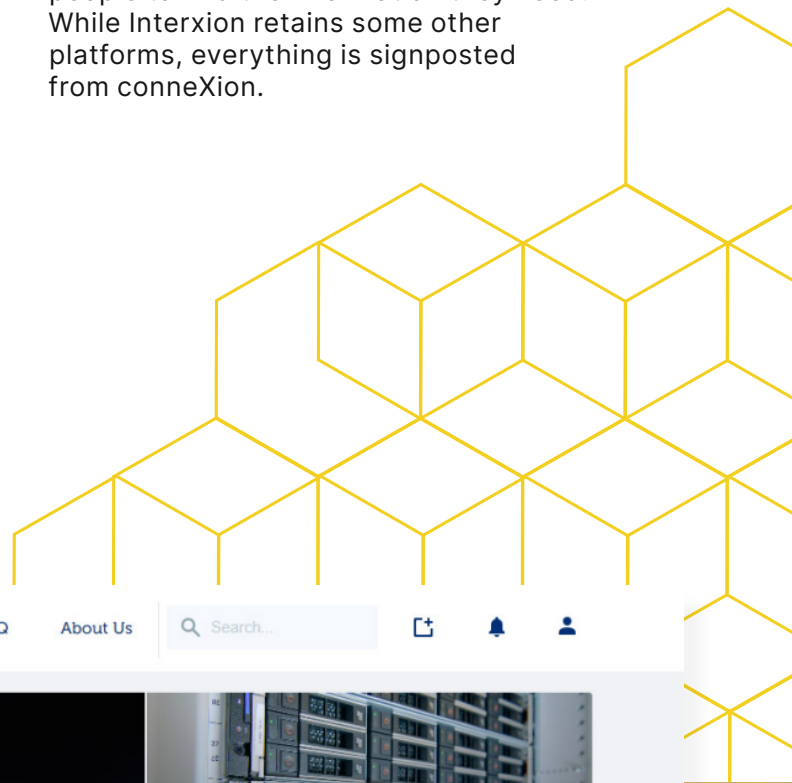 While Interxion retains some other
platforms, everything is signposted
from conneXion.
About Us
Search...